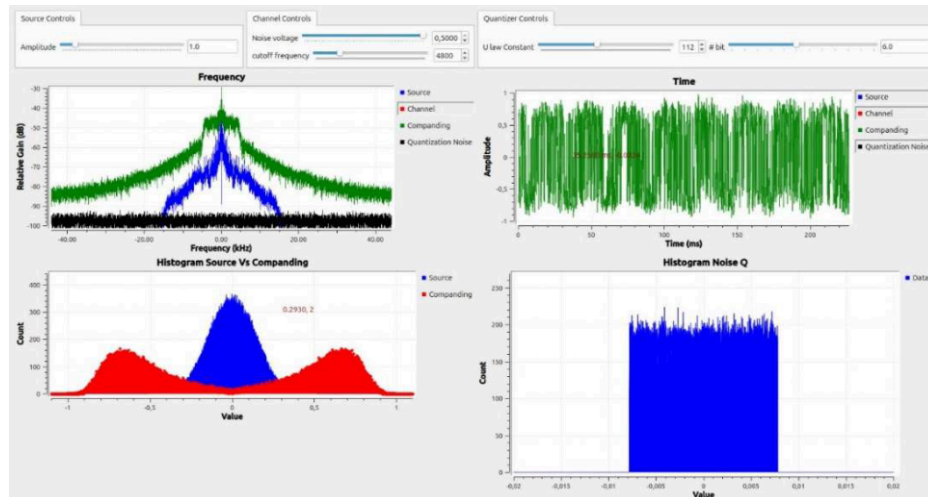 Source Controls
Amplitude
1.0
Channel Controls
Noise voltage
0,5000
cutoff frequency
4800
Quantizer Controls
U law Constant
112
# bit
6.0
Frequency
Relative Gain (dB)
-30
-40
-50
-60
-70
-80
-90
-100
-40.00
-20.00
0.00
20.00
40.00
Frequency (kHz)
Source
Channel
Companding
Quantization Noise
Time
Amplitude
1
0,5
0
-0,5
-1
0
50
100
150
200
Time (ms)
Source
Channel
Companding
Quantization Noise
Histogram Source Vs Companding
Count
400
300
200
100
0
0.2930, 2
-1
-0,5
0
0,5
1
Value
Source
Companding
Histogram Noise Q
Count
250
200
150
100
50
0
-0,02
-0,015
-0,01
-0,005
0
0,005
0,01
0,015
0,02
Value
Data